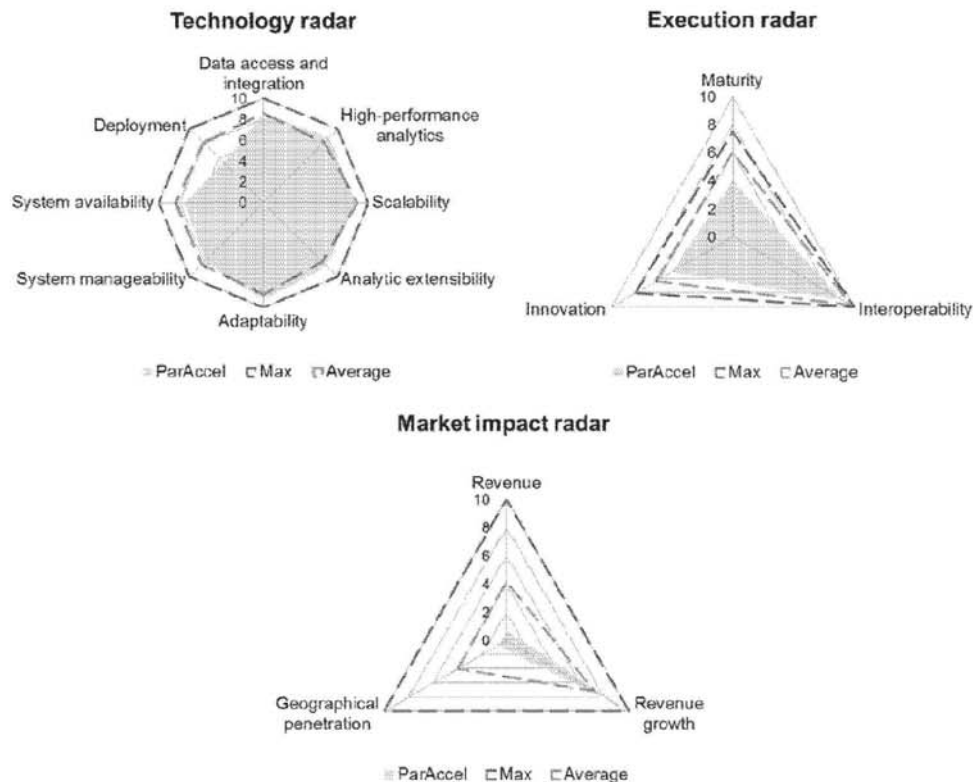 Technology radar
Data access and
integration
10
8
6
4
2
0
High-performance
analytics
Scalability
Analytic extensibility
Adaptability
System manageability
System availability
Deployment
ParAccel Max Average
Execution radar
Maturity
10
8
6
4
2
0
Innovation
Interoperability
ParAccel Max Average
Market impact radar
Revenue
10
8
6
4
2
0
Geographical
penetration
Revenue
growth
ParAccel Max Average